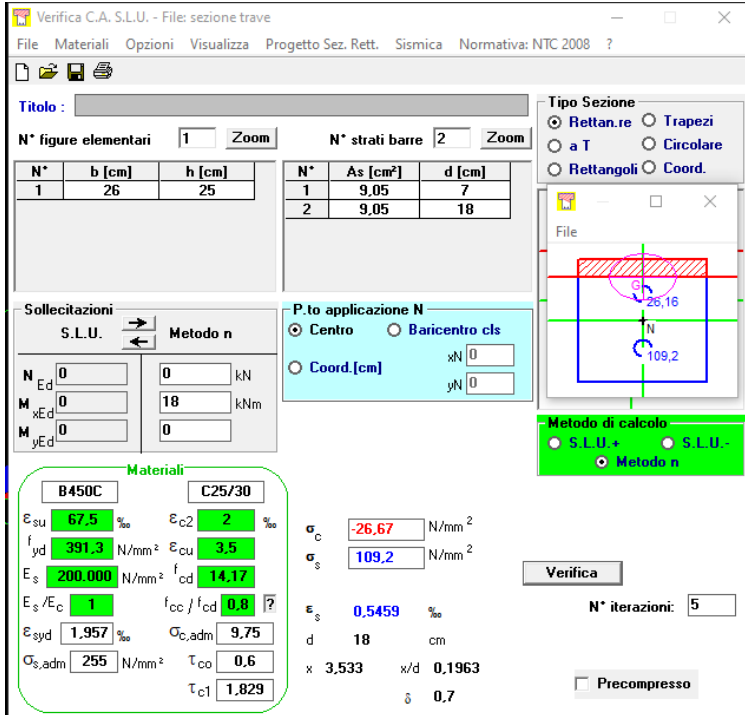 Verifica C.A. S.L.U. - File: sezione trave
File Materiali Opzioni Visualizza Progetto Sez. Rett. Sismica Normativa: NTC 2008 ?
Titolo :
N° figure elementari 1 Zoom N° strati barre 2 Zoom
N° b [cm] h [cm]
1 26 25
N° As [cm²] d [cm]
1 9,05 7
2 9,05 18
Tipo Sezione
Rettan.re Trapezi
a T Circolare
Rettangoli Coord.
File
G
26,16
N
109,2
Sollecitazioni
S.L.U. Metodo n
N Ed 0 0 kN
M xEd 0 18 kNm
M yEd 0 0
P.to applicazione N
Centro Baricentro cls
Coord.[cm] xN 0
yN 0
Metodo di calcolo
S.L.U.+ S.L.U.-
Metodo n
Materiali
B450C C25/30
εsu 67,5 ‰ εc2 2 ‰
fyd 391,3 N/mm² εcu 3,5
Es 200.000 N/mm² fcd 14,17
Es/Ec 1 fcc / fcd 0,8 ?
εsyd 1,957 ‰ σc,adm 9,75
σs,adm 255 N/mm² τco 0,6
τc1 1,829
σc -26,67 N/mm²
σs 109,2 N/mm²
εs 0,5459 ‰
d 18 cm
x 3,533 x/d 0,1963
δ 0,7
Verifica
N° iterazioni: 5
Precompresso